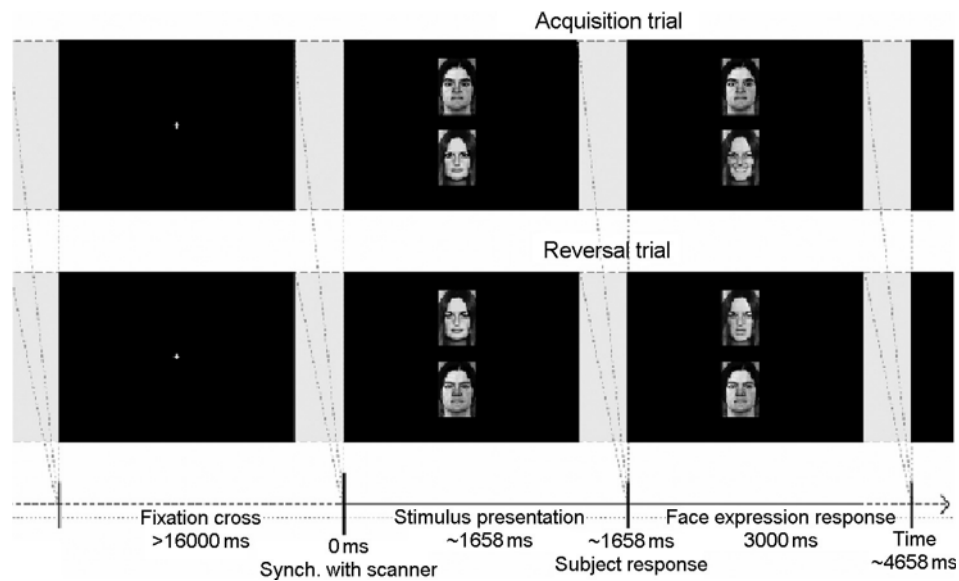 Acquisition trial
Reversal trial
Fixation cross
>16000 ms
0 ms
Synch. with scanner
Stimulus presentation
~1658 ms
~1658 ms
Subject response
Face expression response
3000 ms
Time
~4658 ms